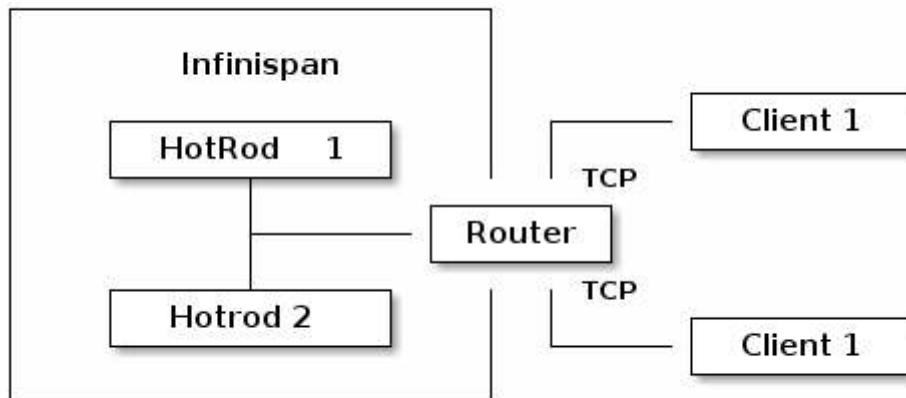 Infinispan
HotRod 1
Client 1
TCP
Router
TCP
Hotrod 2
Client 1